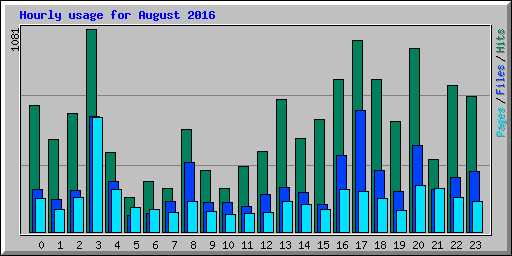 Hourly usage for August 2016
1081
Pages / Files / Hits
0 1 2 3 4 5 6 7 8 9 10 11 12 13 14 15 16 17 18 19 20 21 22 23